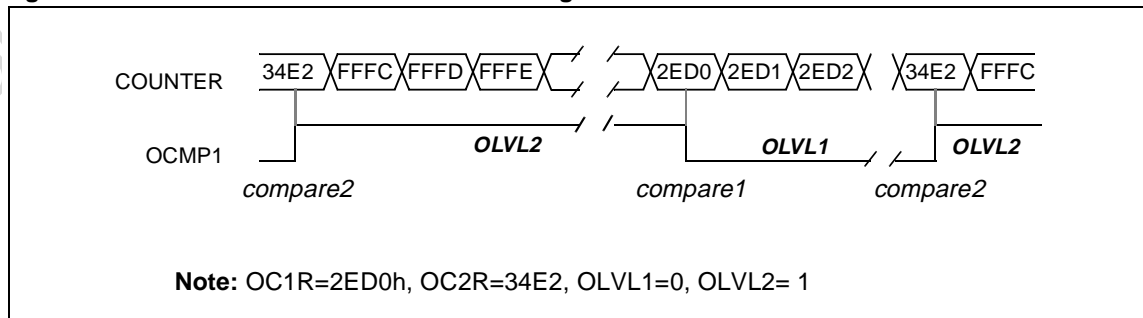 COUNTER 34E2 FFFC FFFD FFFE 2ED0 2ED1 2ED2 34E2 FFFC
OCMP1 OLVL2 OLVL1 OLVL2
compare2 compare1 compare2
Note: OC1R=2ED0h, OC2R=34E2, OLVL1=0, OLVL2= 1